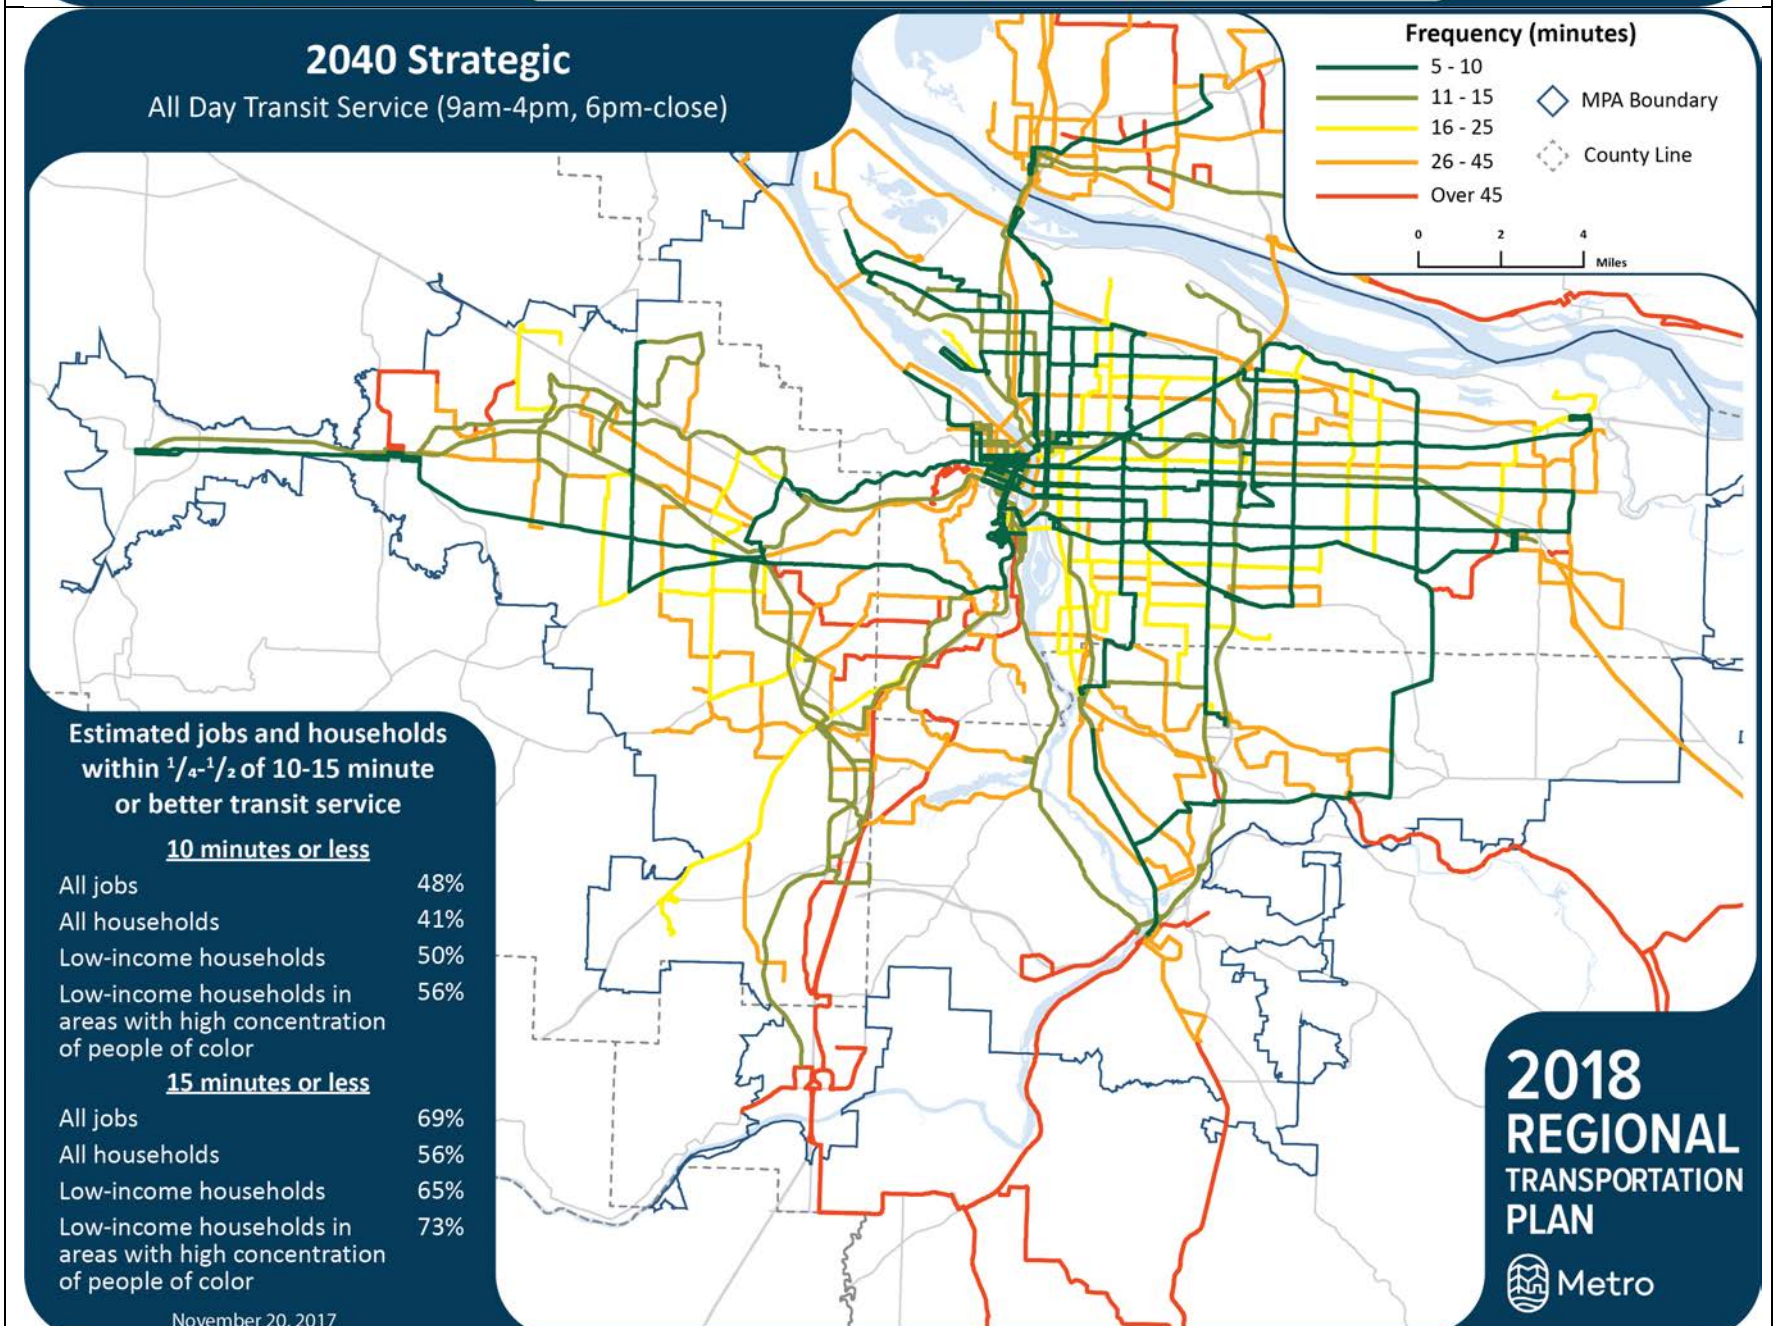 2040 Strategic
All Day Transit Service (9am-4pm, 6pm-close)
Frequency (minutes)
5 - 10
11 - 15
16 - 25
26 - 45
Over 45
MPA Boundary
County Line
0 2 4
Miles
Estimated jobs and households
within 1/4-1/2 of 10-15 minute
or better transit service
10 minutes or less
All jobs 48%
All households 41%
Low-income households 50%
Low-income households in 56%
areas with high concentration
of people of color
15 minutes or less
All jobs 69%
All households 56%
Low-income households 65%
Low-income households in 73%
areas with high concentration
of people of color
November 20, 2017
2018
REGIONAL
TRANSPORTATION
PLAN
Metro